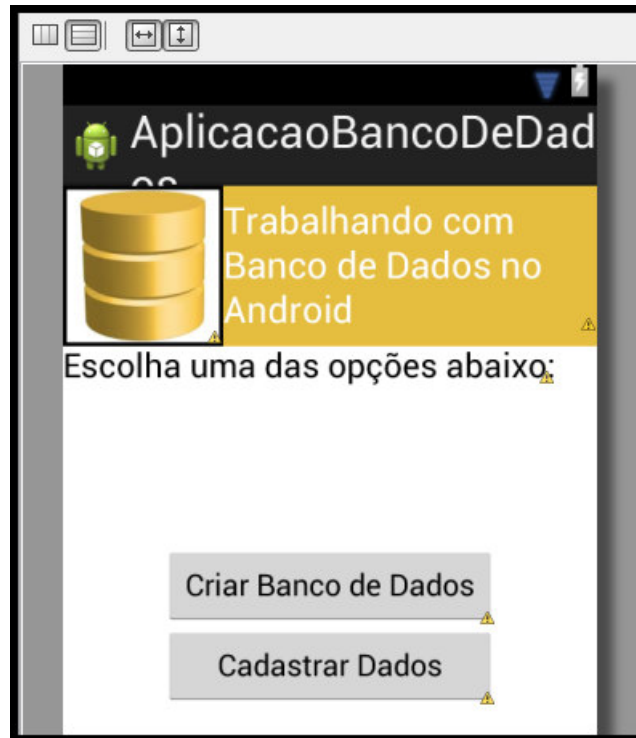 AplicacaoBancoDeDad
os
Trabalhando com
Banco de Dados no
Android
Escolha uma das opções abaixo:
Criar Banco de Dados
Cadastrar Dados